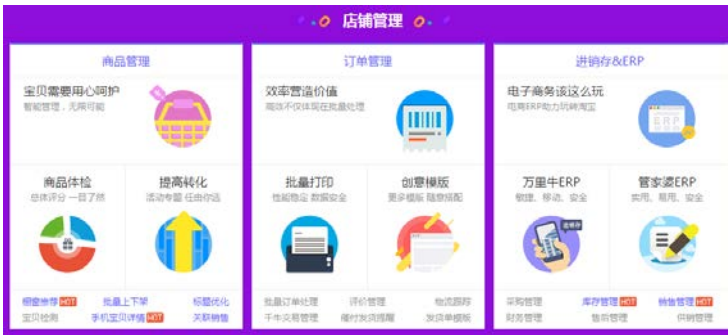 店铺管理
商品管理
宝贝需要用心呵护
智能管理，无限可能
商品体检
总体评分 一目了然
提高转化
活动专题 任由你选
橱窗推荐 HOT 批量上下架 标题优化
宝贝检测 手机宝贝详情 HOT 关联销售
订单管理
效率营造价值
高效不仅体现在批量处理
批量打印
性能稳定 数据安全
创意模版
更多模版 随意搭配
批量订单处理 评价管理 物流跟踪
千牛交易管理 催付发货提醒 发货单模版
进销存&ERP
电子商务该这么玩
电商ERP助力玩转淘宝
ERP
万里牛ERP
敏捷、移动、安全
进销存
管家婆ERP
实用、易用、安全
采购管理 库存管理 HOT 销售管理 HOT
财务管理 售后管理 供销管理